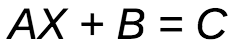 AX + B = C